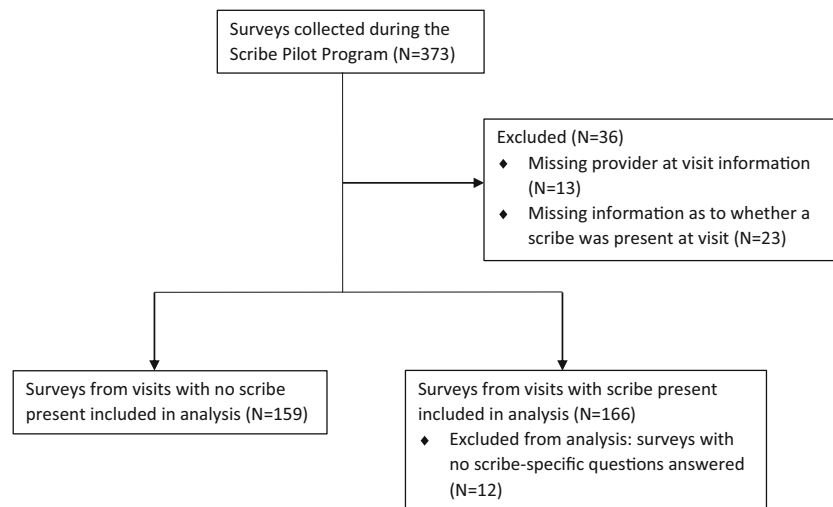 Surveys collected during the
Scribe Pilot Program (N=373)
Excluded (N=36)
♦ Missing provider at visit information
(N=13)
♦ Missing information as to whether a
scribe was present at visit (N=23)
Surveys from visits with no scribe
present included in analysis (N=159)
Surveys from visits with scribe present
included in analysis (N=166)
♦ Excluded from analysis: surveys with
no scribe-specific questions answered
(N=12)